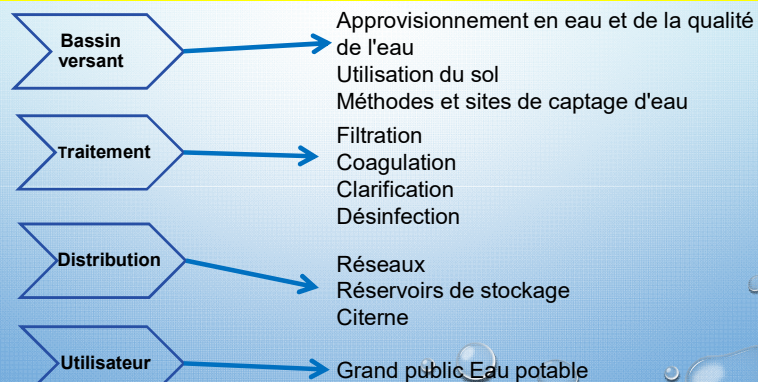 Bassin
versant
Approvisionnement en eau et de la qualité
de l'eau
Utilisation du sol
Méthodes et sites de captage d'eau
Traitement
Filtration
Coagulation
Clarification
Désinfection
Distribution
Réseaux
Réservoirs de stockage
Citerne
Utilisateur
Grand public Eau potable